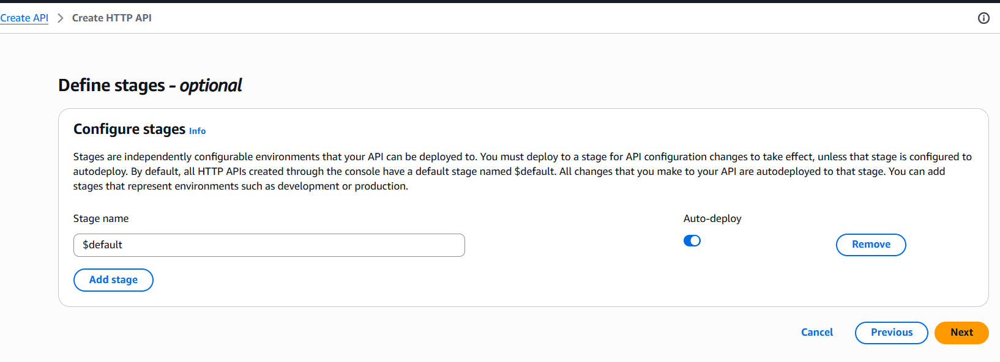 Create API > Create HTTP API
Define stages - optional
Configure stages Info
Stages are independently configurable environments that your API can be deployed to. You must deploy to a stage for API configuration changes to take effect, unless that stage is configured to
autodeploy. By default, all HTTP APIs created through the console have a default stage named $default. All changes that you make to your API are autodeployed to that stage. You can add
stages that represent environments such as development or production.
Stage name
Auto-deploy
$default
Remove
Add stage
Cancel
Previous
Next